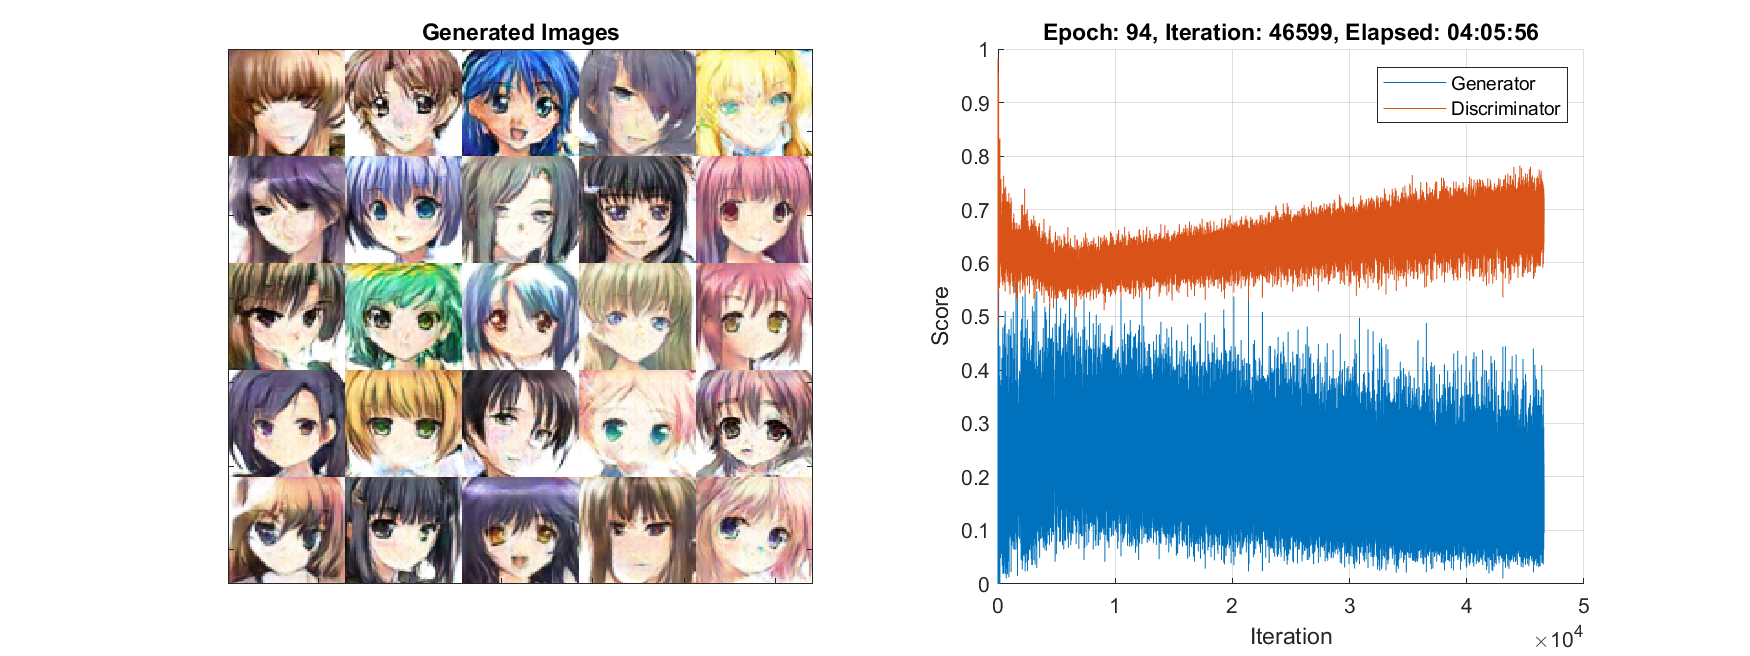 Generated Images
Epoch: 94, Iteration: 46599, Elapsed: 04:05:56
Generator
Discriminator
1
0.9
0.8
0.7
0.6
0.5
0.4
0.3
0.2
0.1
0
Score
0 1 2 3 4 5
Iteration
×10⁴